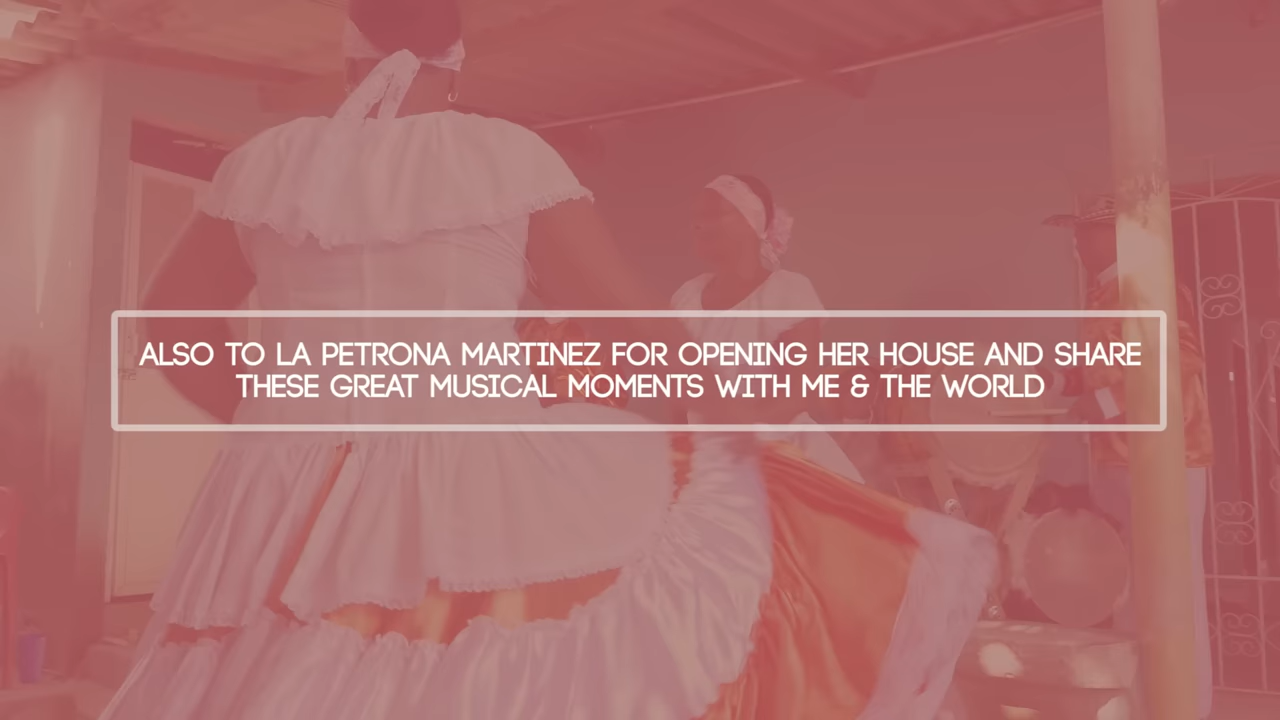 ALSO TO LA PETRONA MARTINEZ FOR OPENING HER HOUSE AND SHARE
THESE GREAT MUSICAL MOMENTS WITH ME & THE WORLD